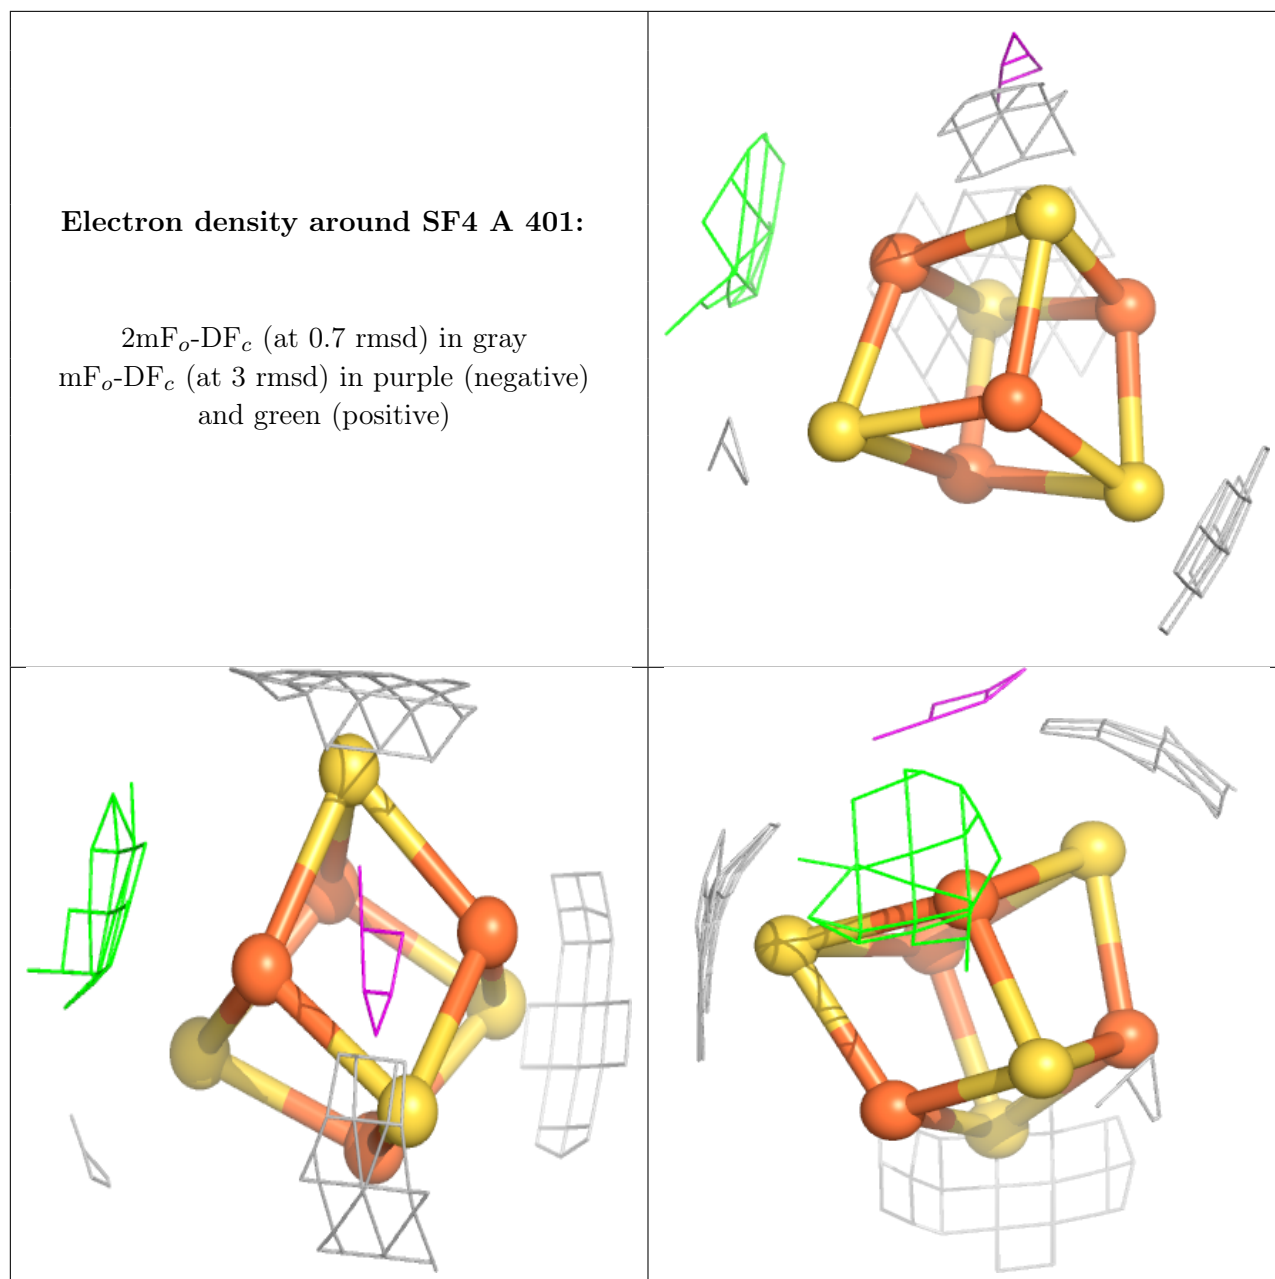 Electron density around SF4 A 401:
2mFo-DFc (at 0.7 rmsd) in gray
mFo-DFc (at 3 rmsd) in purple (negative)
and green (positive)